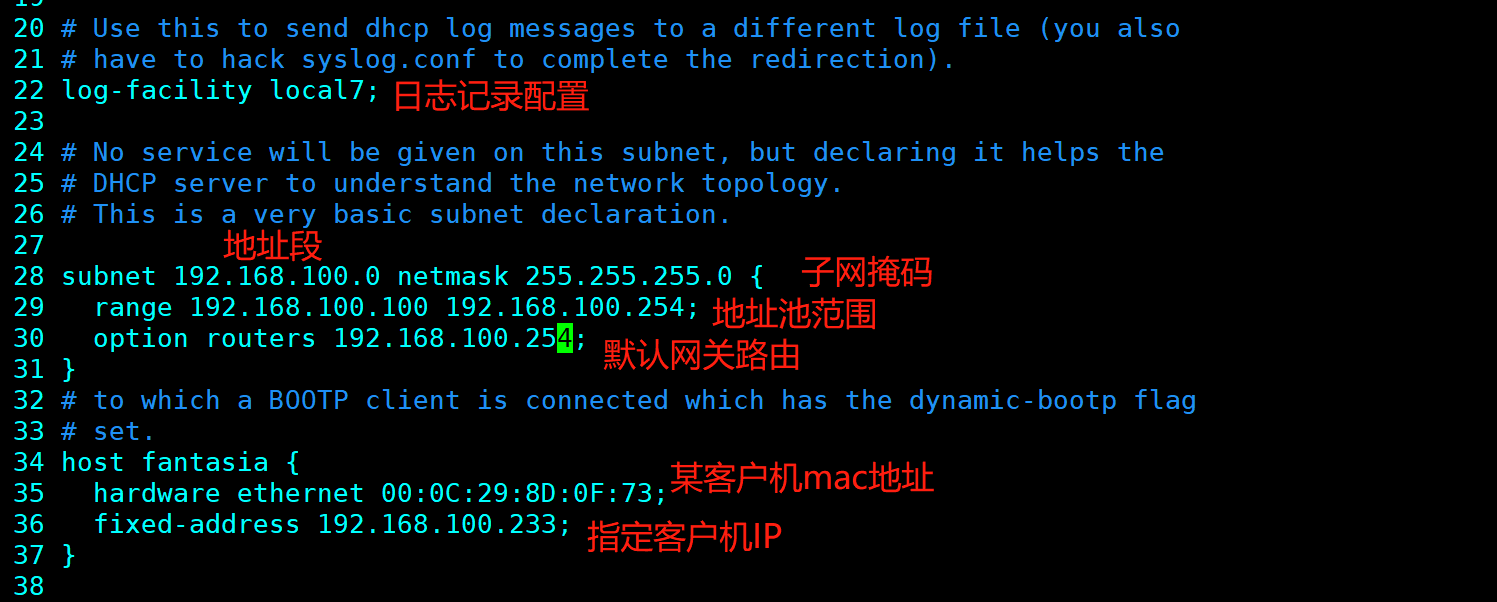 19
20 # Use this to send dhcp log messages to a different log file (you also
21 # have to hack syslog.conf to complete the redirection).
22 log-facility local7; 日志记录配置
23
24 # No service will be given on this subnet, but declaring it helps the
25 # DHCP server to understand the network topology.
26 # This is a very basic subnet declaration.
27 地址段
28 subnet 192.168.100.0 netmask 255.255.255.0 { 子网掩码
29   range 192.168.100.100 192.168.100.254; 地址池范围
30   option routers 192.168.100.254; 默认网关路由
31 }
32 # to which a BOOTP client is connected which has the dynamic-bootp flag
33 # set.
34 host fantasia {
35   hardware ethernet 00:0C:29:8D:0F:73; 某客户机mac地址
36   fixed-address 192.168.100.233; 指定客户机IP
37 }
38